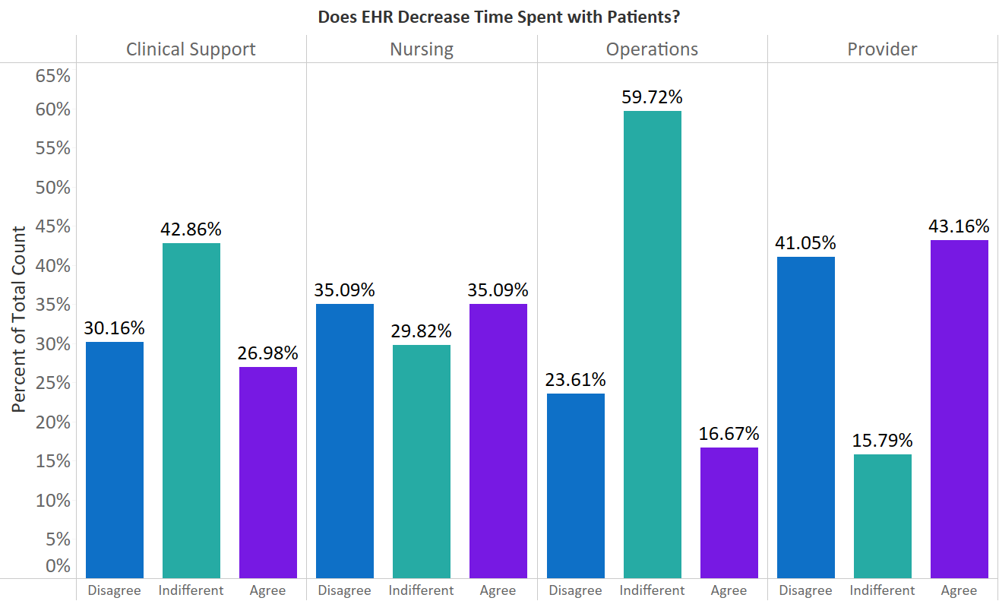 Does EHR Decrease Time Spent with Patients?
Clinical Support Nursing Operations Provider
65%
60%
55%
50%
45%
40%
35%
30%
25%
20%
15%
10%
5%
0%
Percent of Total Count
30.16% 42.86% 26.98% 35.09% 29.82% 35.09% 23.61% 59.72% 16.67% 41.05% 15.79% 43.16%
Disagree Indifferent Agree Disagree Indifferent Agree Disagree Indifferent Agree Disagree Indifferent Agree